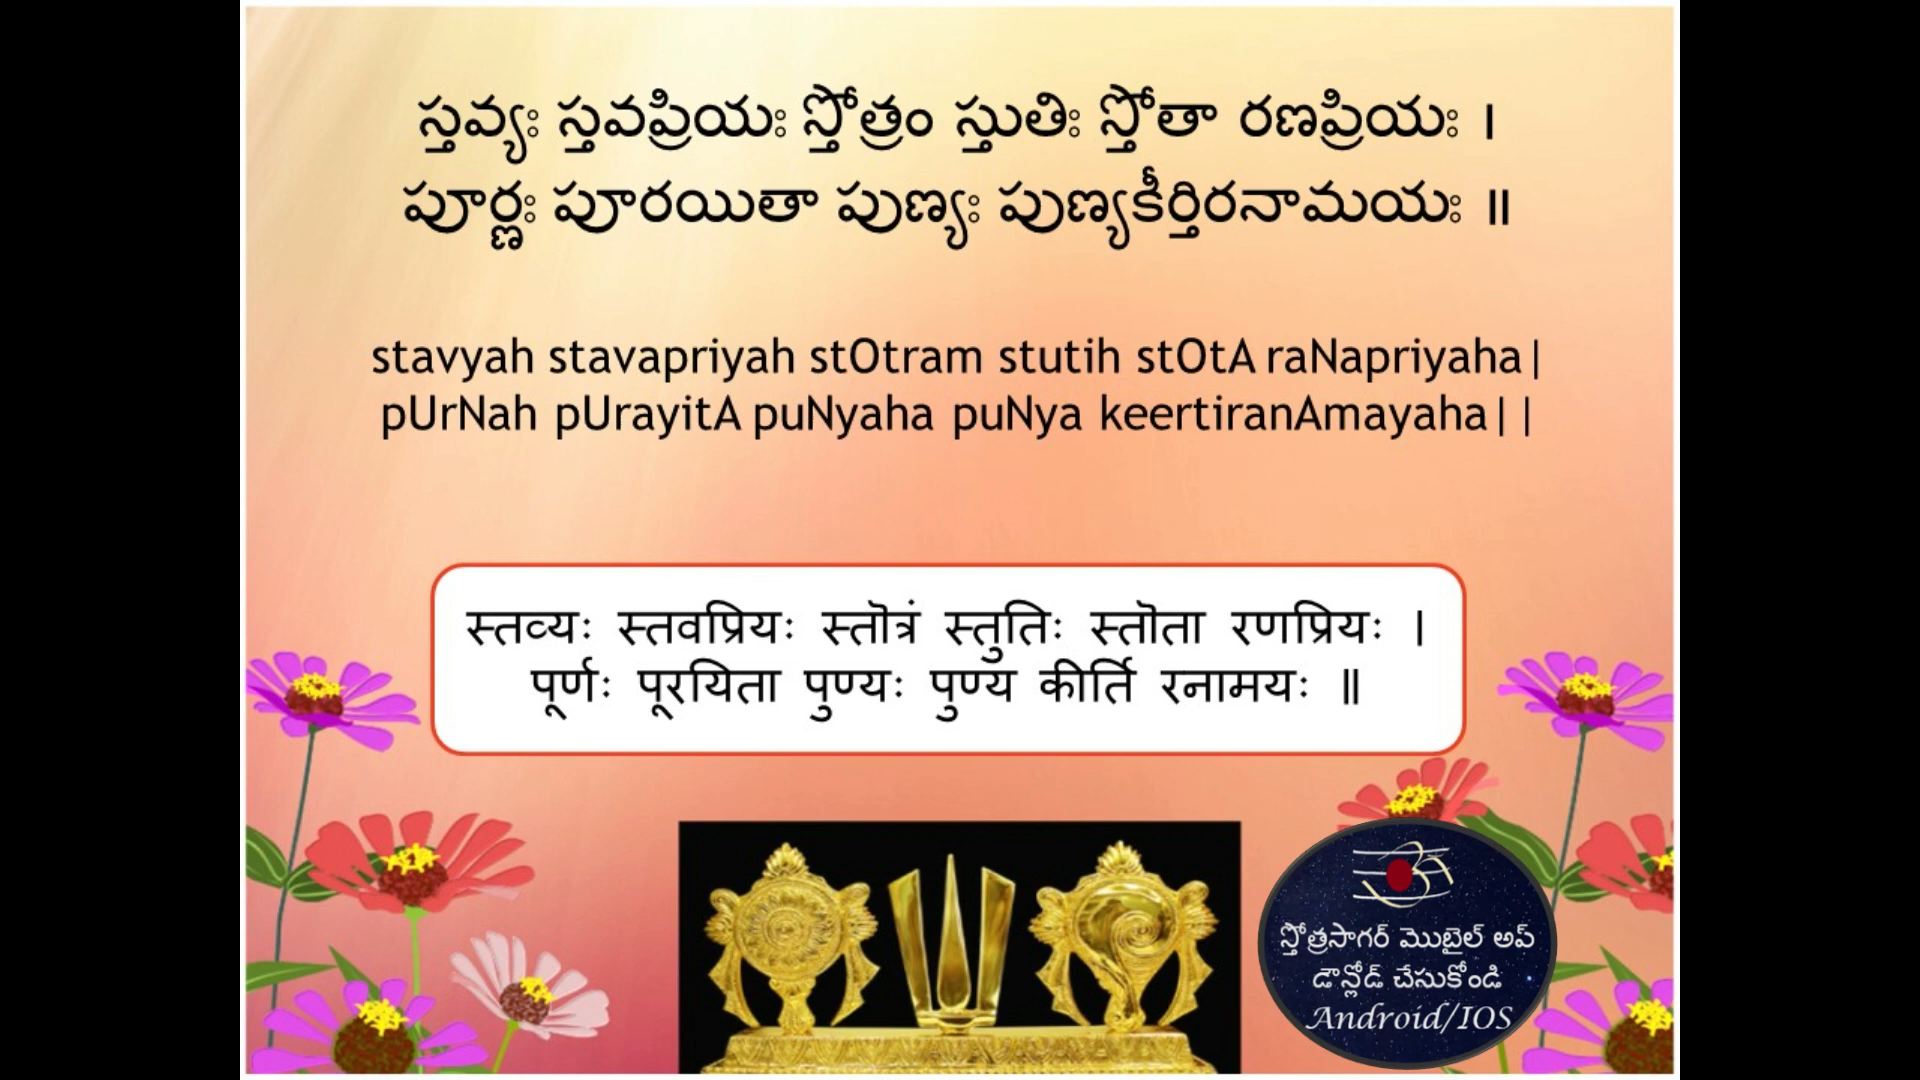 స్తవ్యః స్తవప్రియః స్తోత్రం స్తుతిః స్తోతా రణప్రియః ।
పూర్ణః పూరయితా పుణ్యః పుణ్యకీర్తిరనామయః ॥
stavyah stavapriyah stOtram stutih stOtA raNapriyaha|
pUrNah pUrayitA puNyaha puNya keertiranAmayaha||
स्तव्यः स्तवप्रियः स्तॊत्रं स्तुतिः स्तॊता रणप्रियः ।
पूर्णः पूरयिता पुण्यः पुण्य कीर्ति रनामयः ॥
స్తోత్రసాగర్ మొబైల్ అప్
డౌన్లోడ్ చేసుకోండి
Android/IOS